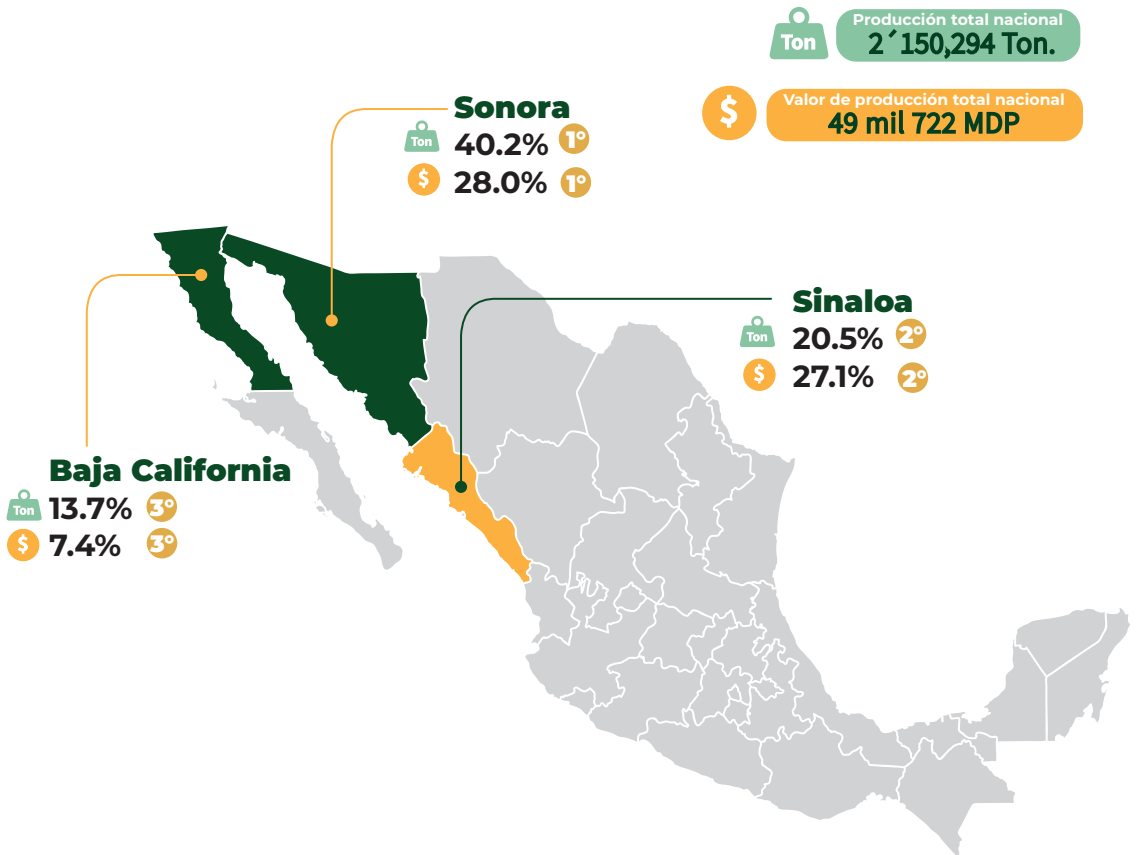 Producción total nacional
Ton
2´150,294 Ton.
Valor de producción total nacional
$
49 mil 722 MDP
Sonora
Ton 40.2% 1°
$ 28.0% 1°
Sinaloa
Ton 20.5% 2°
$ 27.1% 2°
Baja California
Ton 13.7% 3°
$ 7.4% 3°